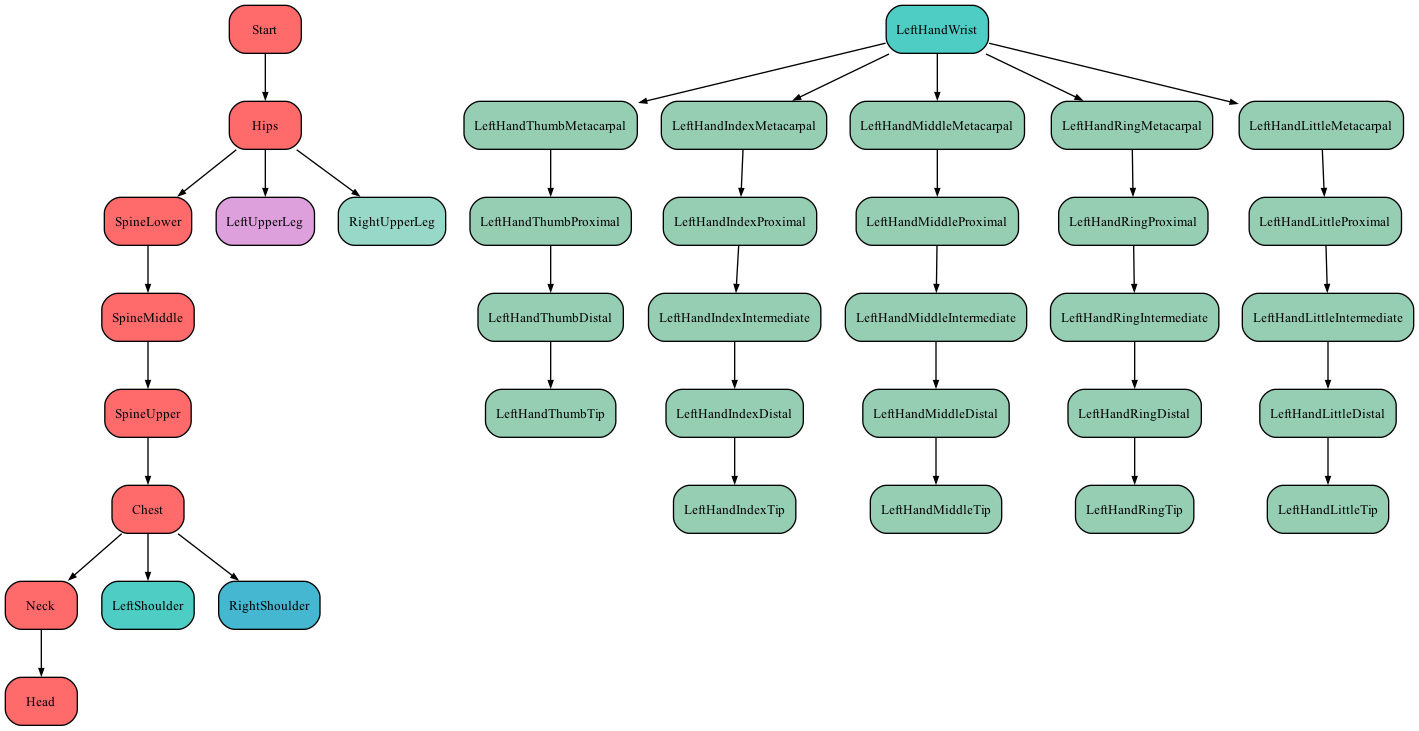 Start
LeftHandWrist
Hips
LeftHandThumbMetacarpal
LeftHandIndexMetacarpal
LeftHandMiddleMetacarpal
LeftHandRingMetacarpal
LeftHandLittleMetacarpal
SpineLower
LeftUpperLeg
RightUpperLeg
LeftHandThumbProximal
LeftHandIndexProximal
LeftHandMiddleProximal
LeftHandRingProximal
LeftHandLittleProximal
SpineMiddle
LeftHandThumbDistal
LeftHandIndexIntermediate
LeftHandMiddleIntermediate
LeftHandRingIntermediate
LeftHandLittleIntermediate
SpineUpper
LeftHandThumbTip
LeftHandIndexDistal
LeftHandMiddleDistal
LeftHandRingDistal
LeftHandLittleDistal
Chest
LeftHandIndexTip
LeftHandMiddleTip
LeftHandRingTip
LeftHandLittleTip
Neck
LeftShoulder
RightShoulder
Head